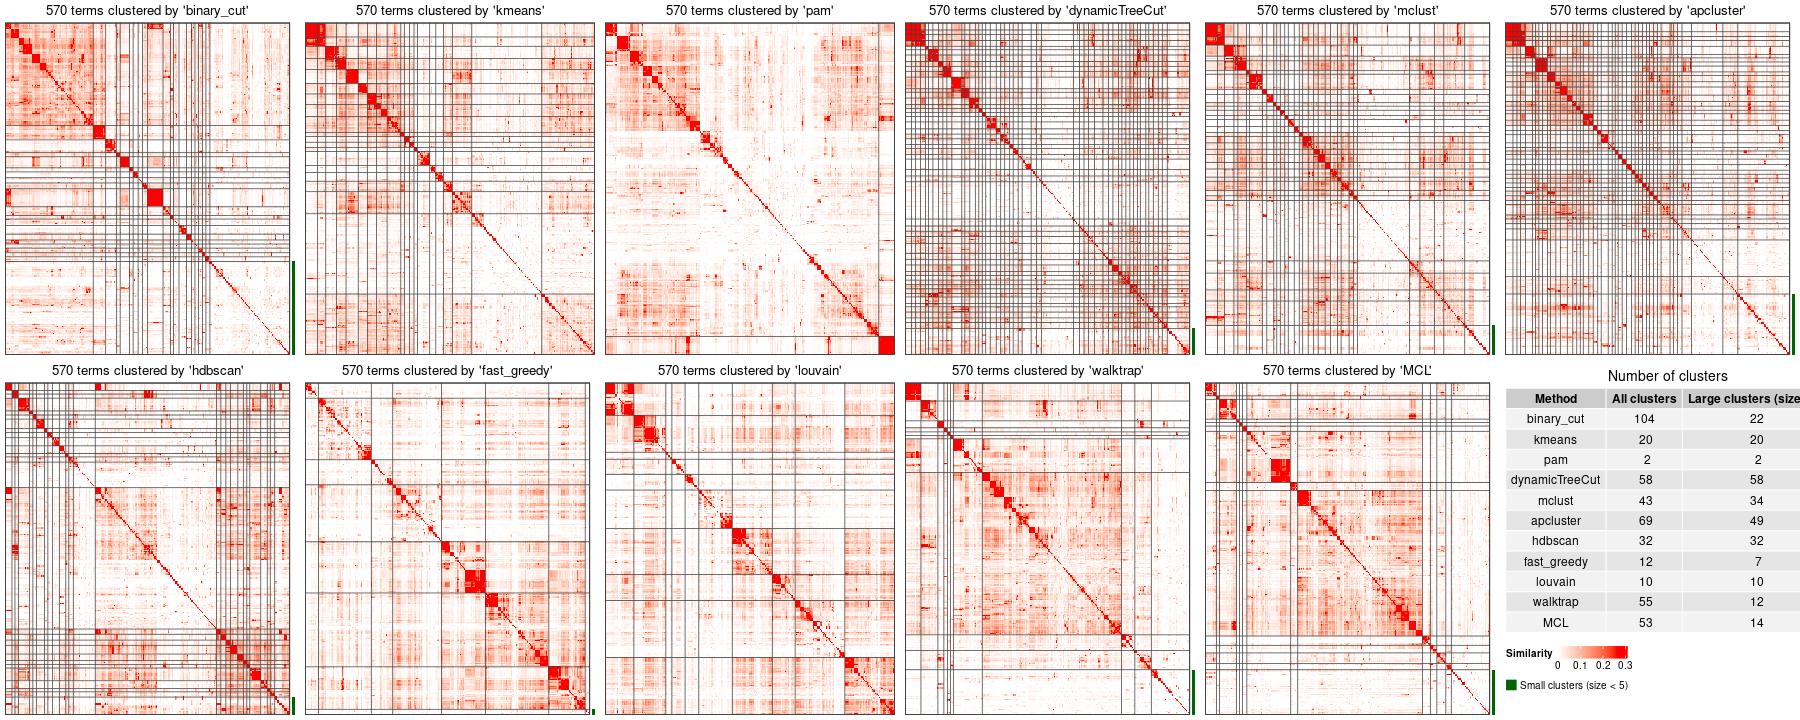 570 terms clustered by 'binary_cut'
570 terms clustered by 'kmeans'
570 terms clustered by 'pam'
570 terms clustered by 'dynamicTreeCut'
570 terms clustered by 'mclust'
570 terms clustered by 'apcluster'
570 terms clustered by 'hdbscan'
570 terms clustered by 'fast_greedy'
570 terms clustered by 'louvain'
570 terms clustered by 'walktrap'
570 terms clustered by 'MCL'
Number of clusters
Method All clusters Large clusters (size
binary_cut 104 22
kmeans 20 20
pam 2 2
dynamicTreeCut 58 58
mclust 43 34
apcluster 69 49
hdbscan 32 32
fast_greedy 12 7
louvain 10 10
walktrap 55 12
MCL 53 14
Similarity
0 0.1 0.2 0.3
Small clusters (size < 5)